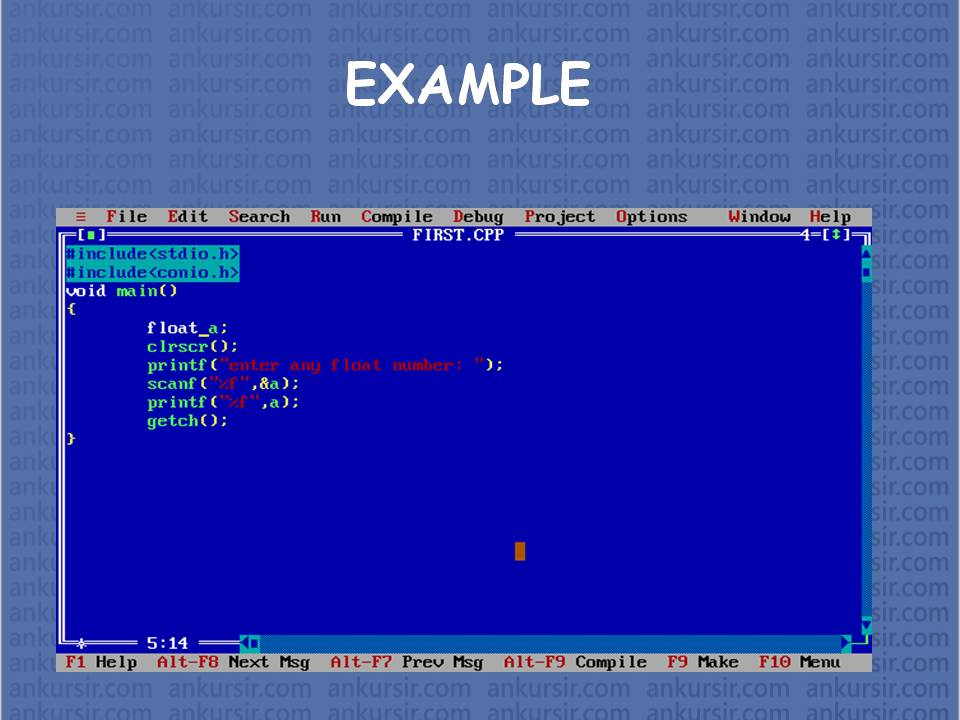 EXAMPLE
≡ File Edit Search Run Compile Debug Project Options Window Help
[■] FIRST.CPP 4=[↕]
#include<stdio.h>
#include<conio.h>
void main()
{
float_a;
clrscr();
printf("enter any float number: ");
scanf("%f",&a);
printf("%f",a);
getch();
}
5:14
F1 Help Alt-F8 Next Msg Alt-F7 Prev Msg Alt-F9 Compile F9 Make F10 Menu
ankursir.com